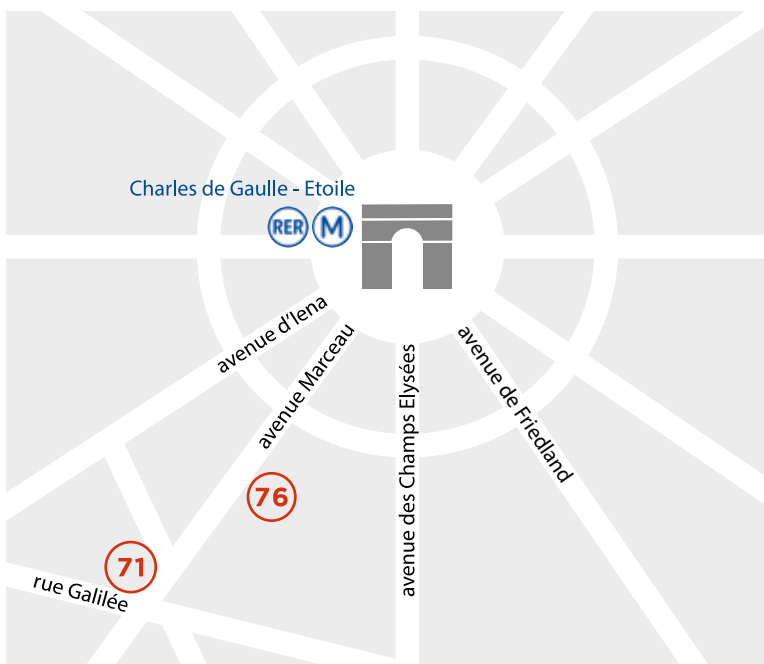 Charles de Gaulle - Etoile
RER M
avenue d'Iena
avenue Marceau
avenue des Champs Elysées
avenue de Friedland
76
71
rue Galilée